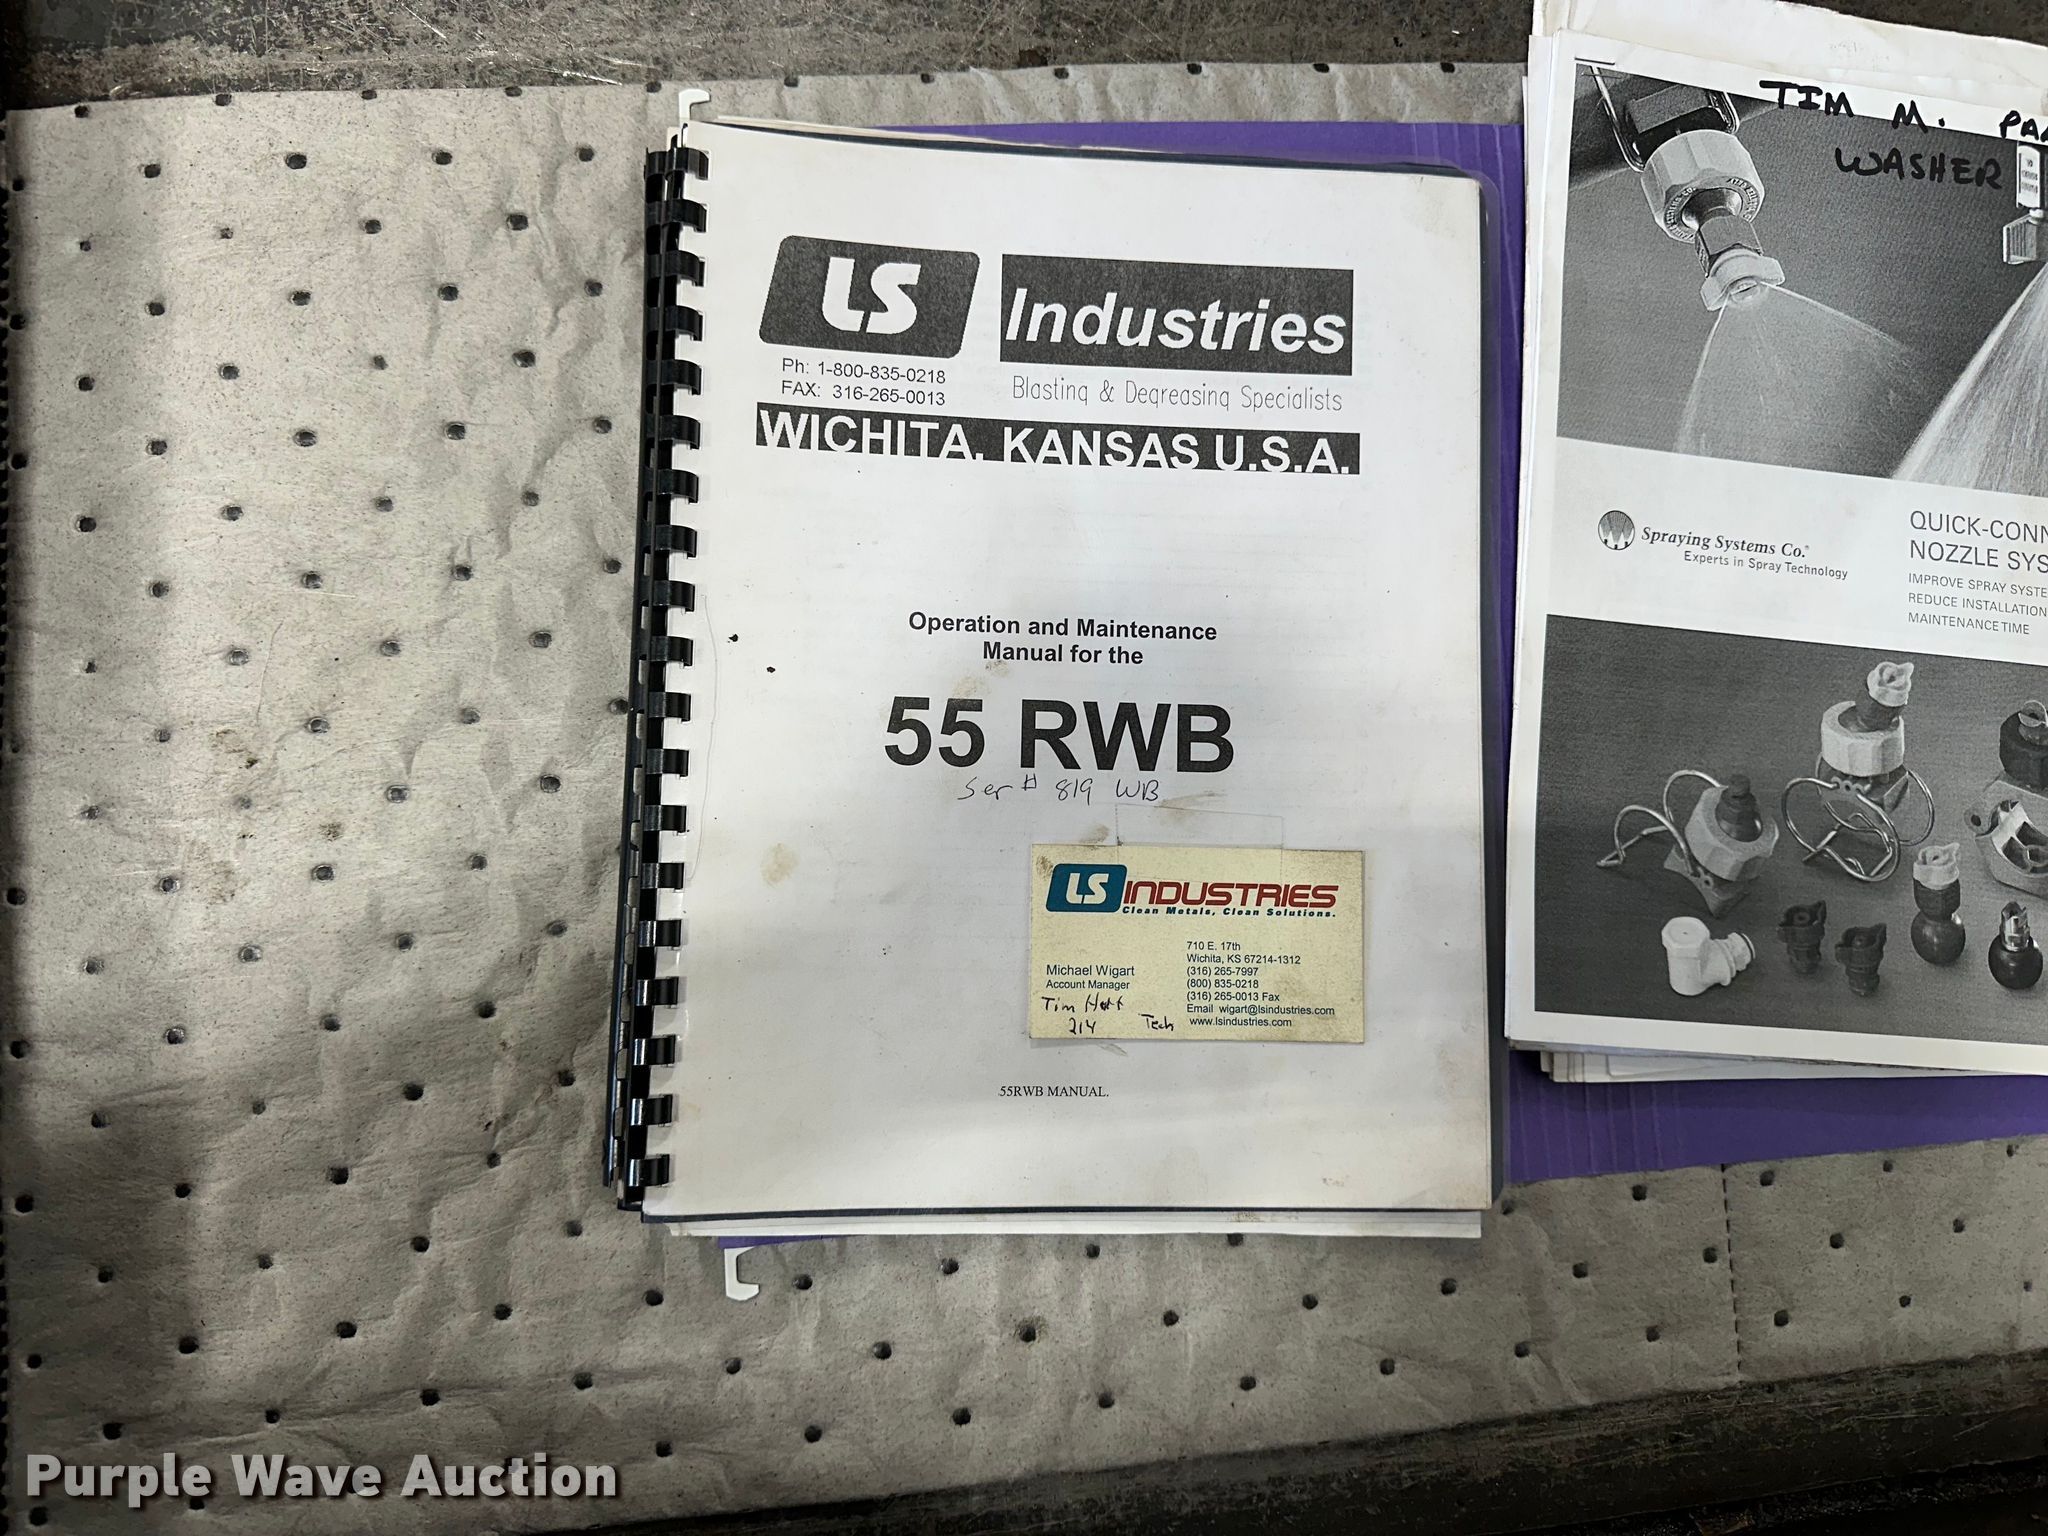 LS Industries
Ph: 1-800-835-0218
FAX: 316-265-0013
Blasting & Degreasing Specialists
WICHITA, KANSAS U.S.A.
Operation and Maintenance
Manual for the
55 RWB
Ser # 819 WB
LS INDUSTRIES
Clean Metals, Clean Solutions.
710 E. 17th
Wichita, KS 67214-1312
(316) 265-7997
(800) 835-0218
(316) 265-0013 Fax
Email wigart@lsindustries.com
www.lsindustries.com
Michael Wigart
Account Manager
Tim
214 Tech
55RWB MANUAL.
TIM M.
WASHER
Spraying Systems Co.®
Experts in Spray Technology
QUICK-CONN
NOZZLE SYS
IMPROVE SPRAY SYSTE
REDUCE INSTALLATION
MAINTENANCE TIME
Purple Wave Auction